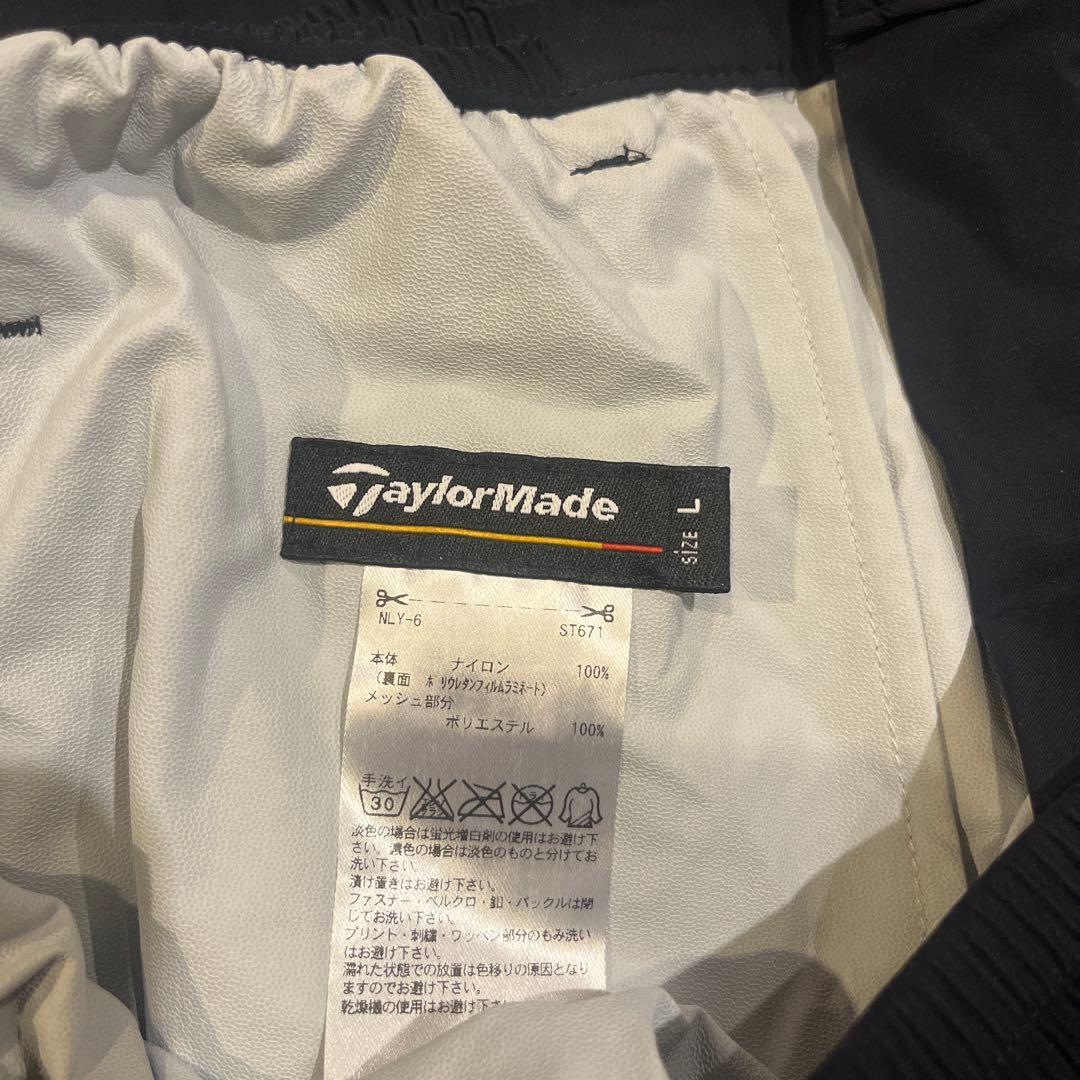 TaylorMade
SIZE L
NLY-6 ST671
本体 ナイロン 100%
(裏面 ポリウレタンフィルムラミネート)
メッシュ部分
ポリエステル 100%
手洗イ
30
淡色の場合は蛍光増白剤の使用はお避け下
さい。濃色の場合は淡色のものと分けてお
洗い下さい。
漬け置きはお避け下さい。
ファスナー・ベルクロ・釦・バックルは閉
じてお洗い下さい。
プリント・刺繍・ワッペン部分のもみ洗い
はお避け下さい。
濡れた状態での放置は色移りの原因となり
ますのでお避け下さい。
乾燥機の使用はお避け下さ